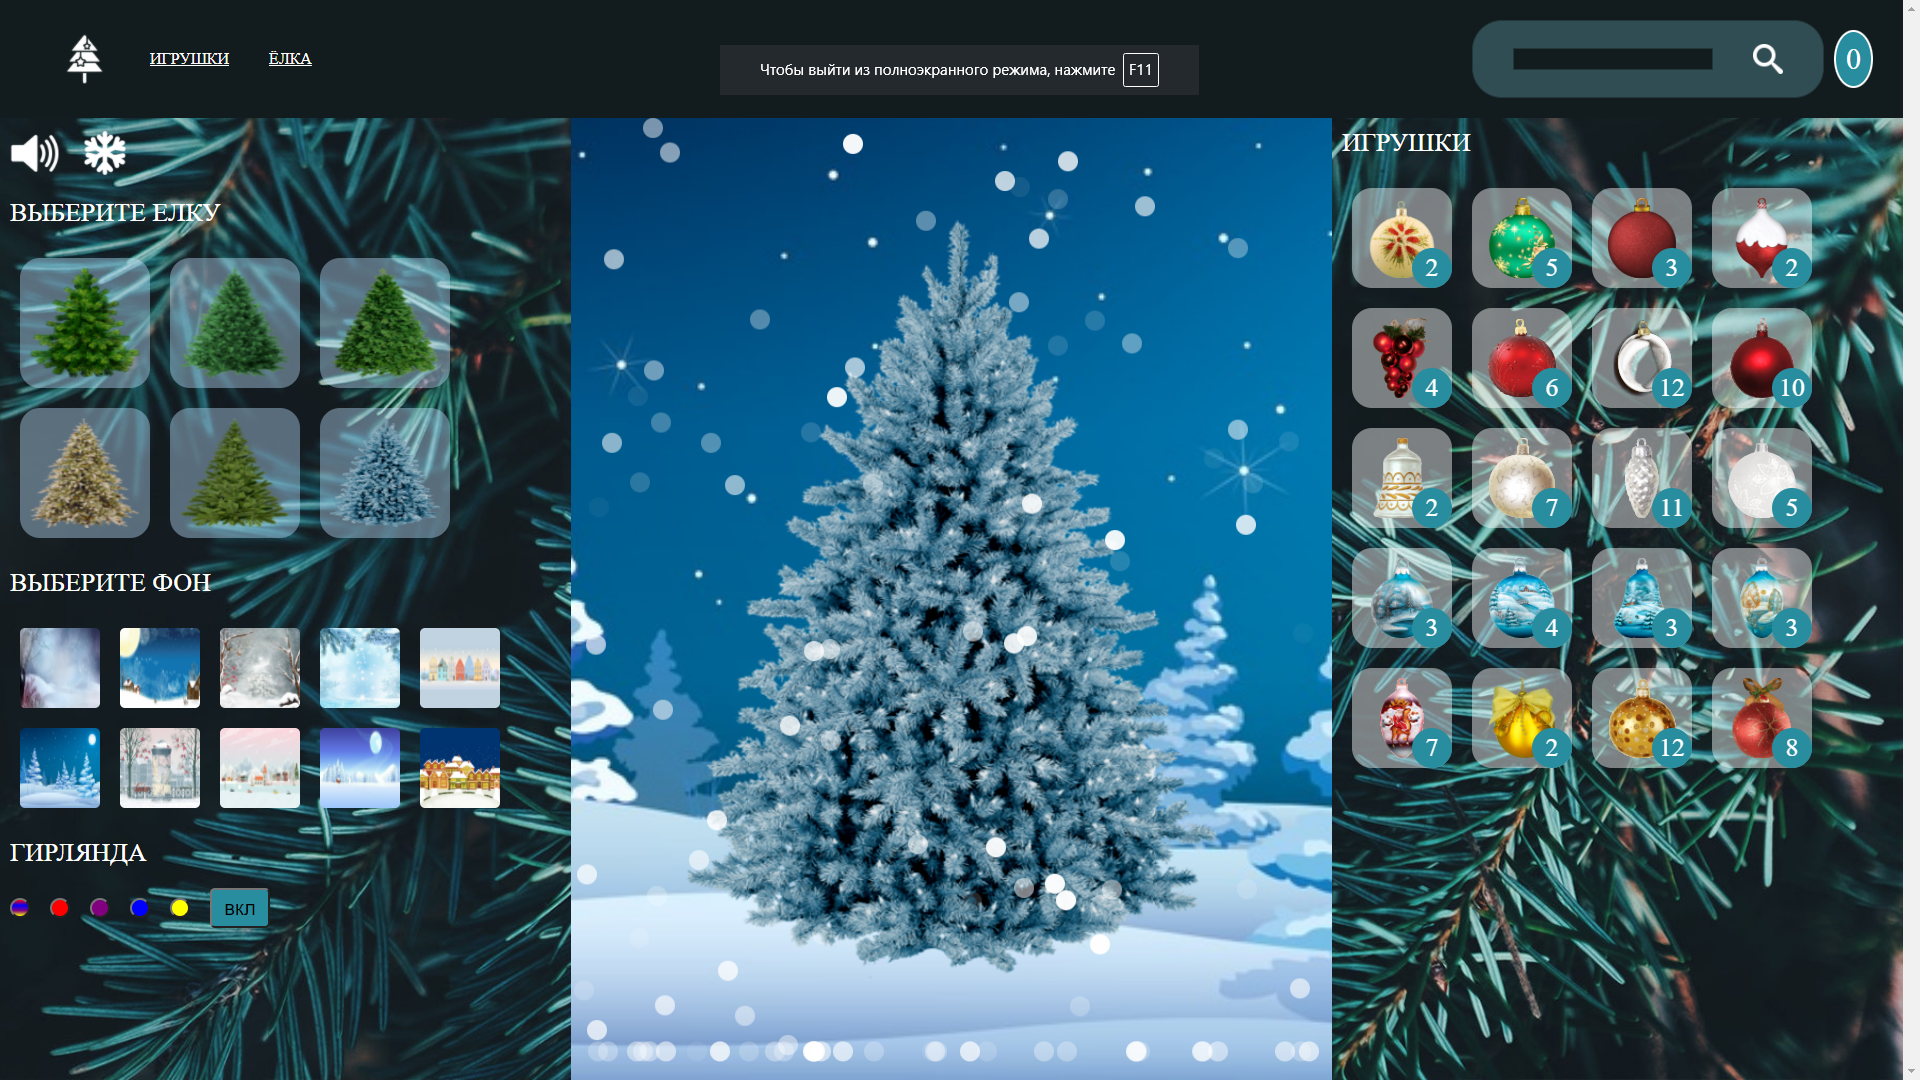 ИГРУШКИ ЁЛКА
Чтобы выйти из полноэкранного режима, нажмите F11
0
ВЫБЕРИТЕ ЕЛКУ
ВЫБЕРИТЕ ФОН
ГИРЛЯНДА
ВКЛ
ИГРУШКИ
2 5 3 2
4 6 12 10
2 7 11 5
3 4 3 3
7 2 12 8